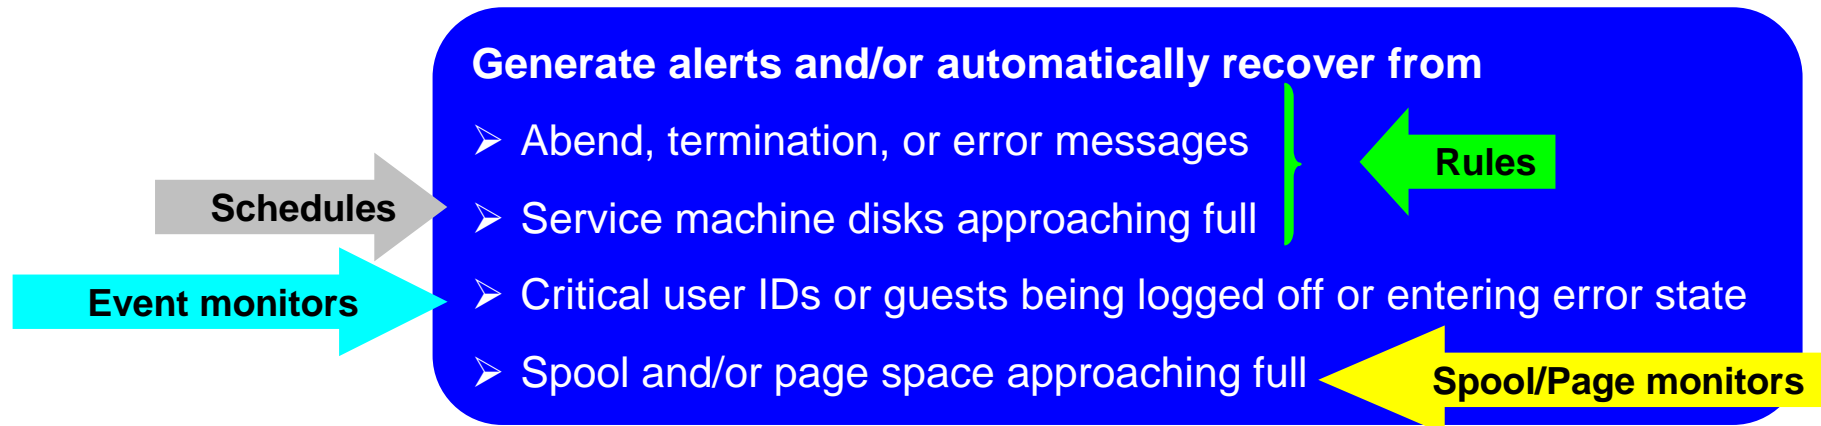 Generate alerts and/or automatically recover from
➢ Abend, termination, or error messages
Rules
Schedules
➢ Service machine disks approaching full
Event monitors
➢ Critical user IDs or guests being logged off or entering error state
➢ Spool and/or page space approaching full
Spool/Page monitors